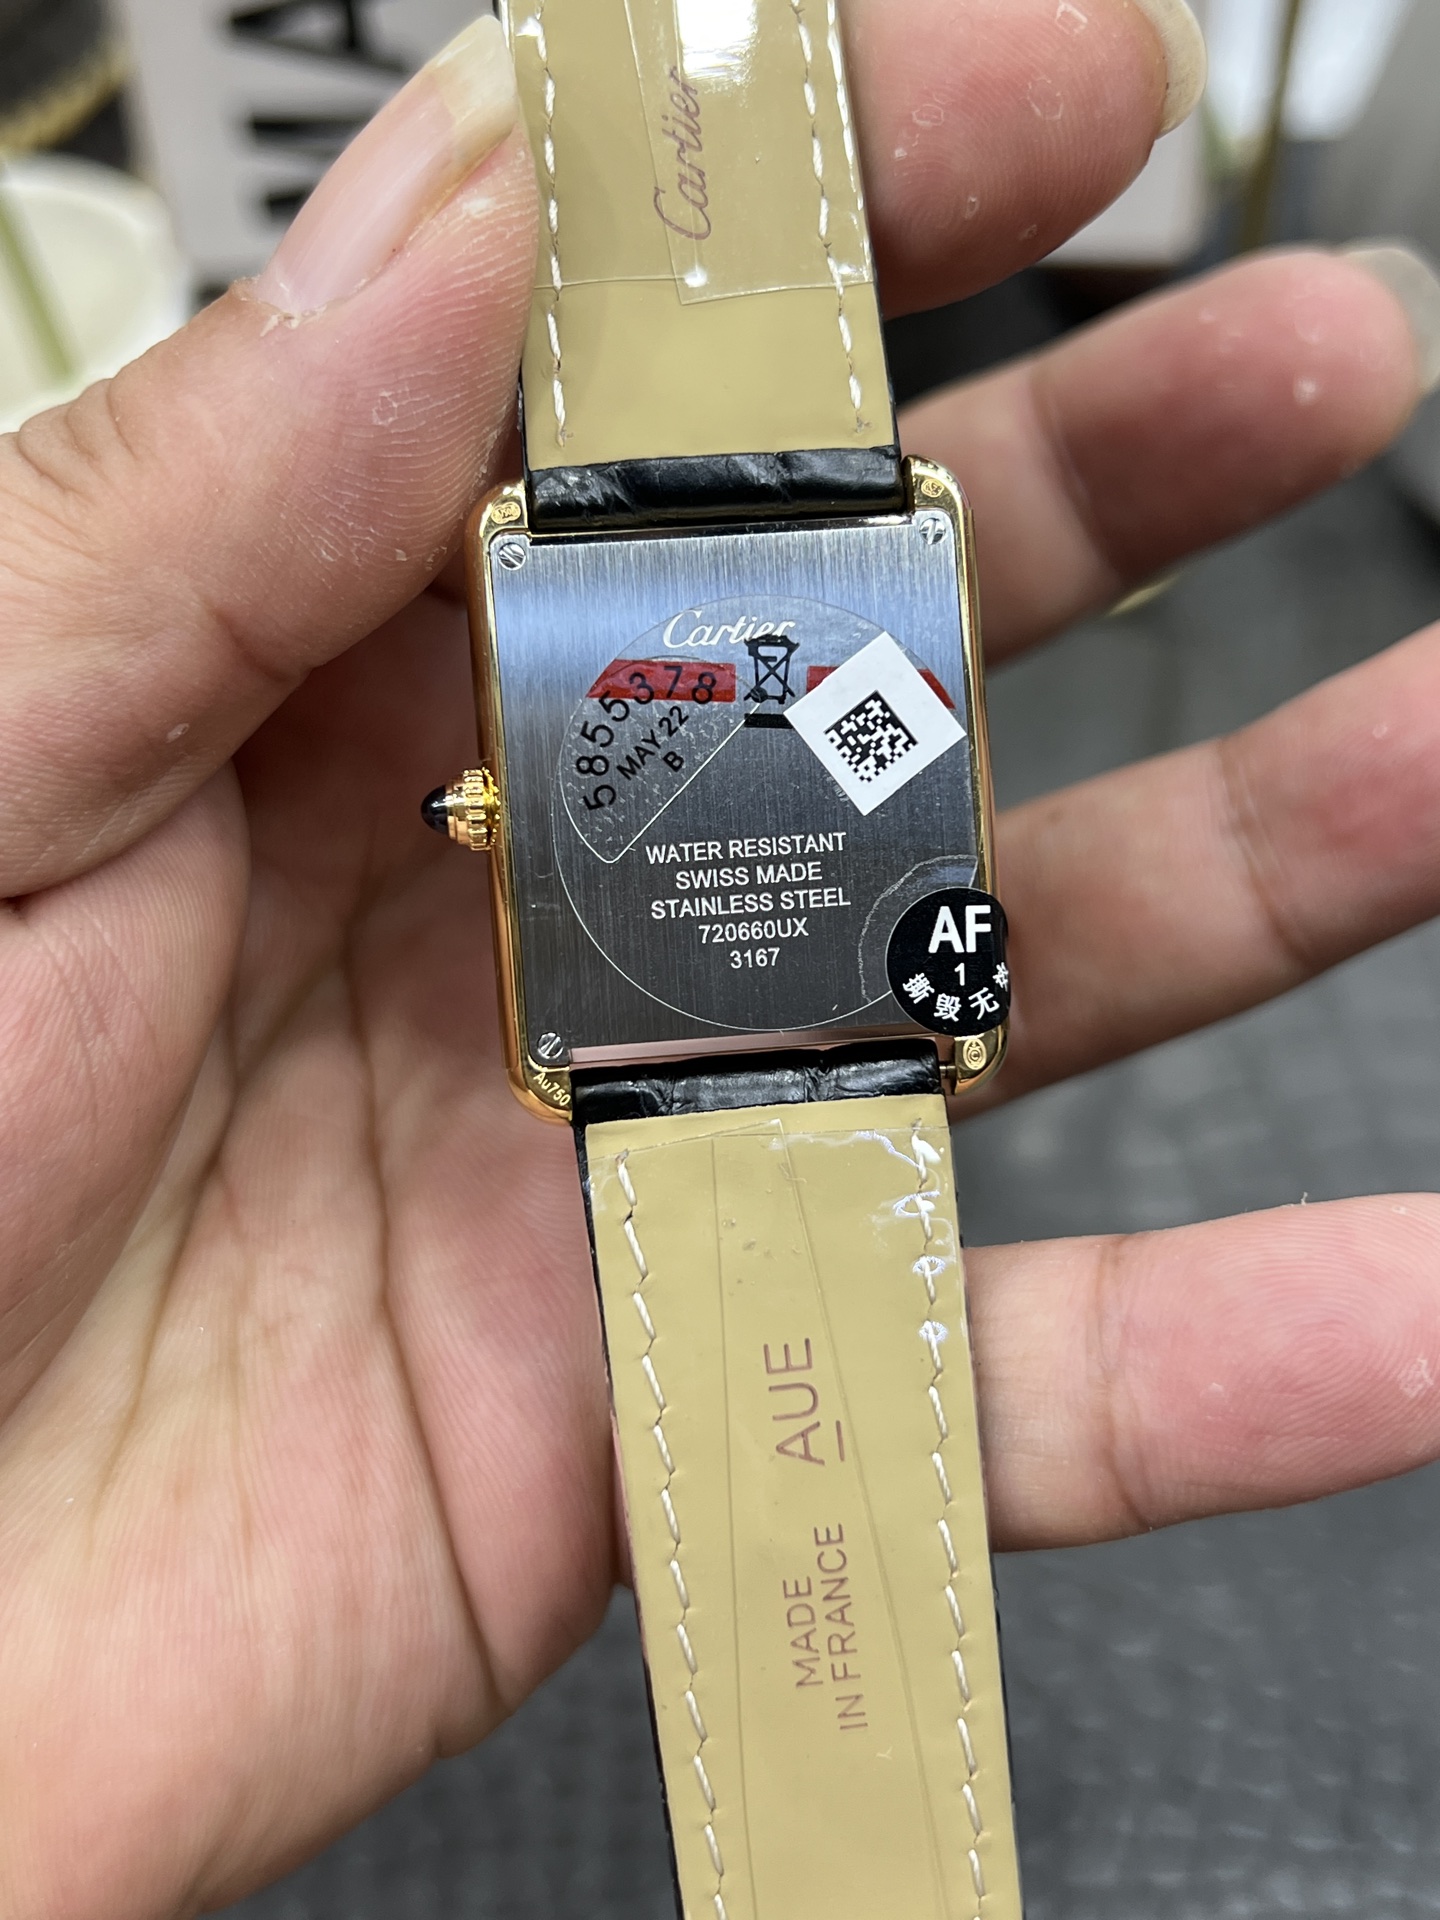 Cartier
Cartier
5855378
MAY 22
B
WATER RESISTANT
SWISS MADE
STAINLESS STEEL
720660UX
3167
AF
1
撕毁无效
Au750
AUE
MADE
IN FRANCE